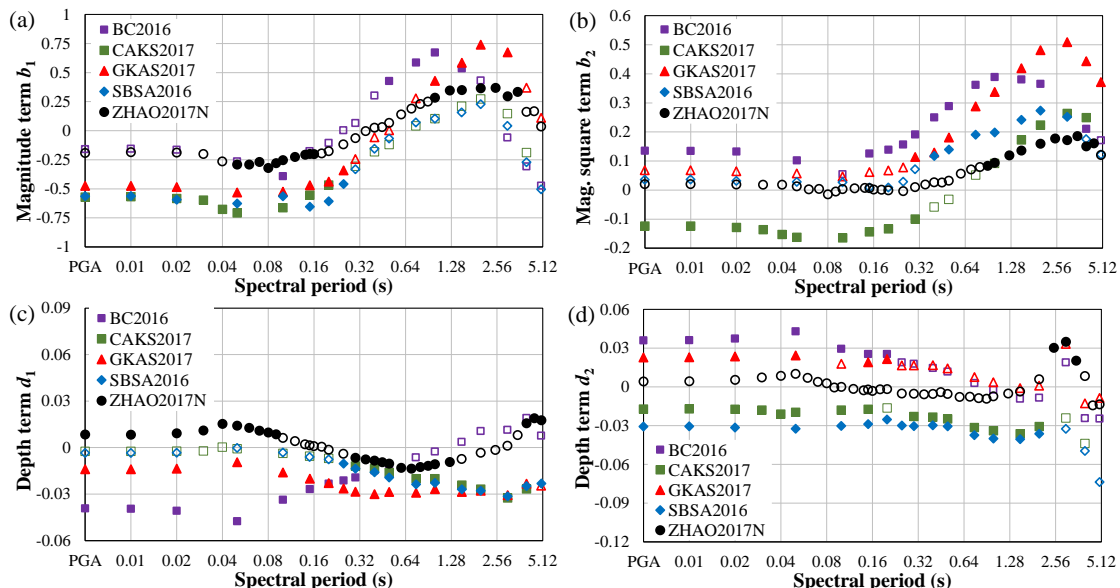 (a)
Magnitude term b1
1
0.75
0.5
0.25
0
-0.25
-0.5
-0.75
-1
BC2016
CAKS2017
GKAS2017
SBSA2016
ZHAO2017N
PGA 0.01 0.02 0.04 0.08 0.16 0.32 0.64 1.28 2.56 5.12
Spectral period (s)
(b)
Mag. square term b2
0.6
0.5
0.4
0.3
0.2
0.1
0
-0.1
-0.2
BC2016
CAKS2017
GKAS2017
SBSA2016
ZHAO2017N
PGA 0.01 0.02 0.04 0.08 0.16 0.32 0.64 1.28 2.56 5.12
Spectral period (s)
(c)
Depth term d1
0.09
0.06
0.03
0
-0.03
-0.06
BC2016
CAKS2017
GKAS2017
SBSA2016
ZHAO2017N
PGA 0.01 0.02 0.04 0.08 0.16 0.32 0.64 1.28 2.56 5.12
Spectral period (s)
(d)
Depth term d2
0.06
0.03
0
-0.03
-0.06
-0.09
-0.12
BC2016
CAKS2017
GKAS2017
SBSA2016
ZHAO2017N
PGA 0.01 0.02 0.04 0.08 0.16 0.32 0.64 1.28 2.56 5.12
Spectral period (s)